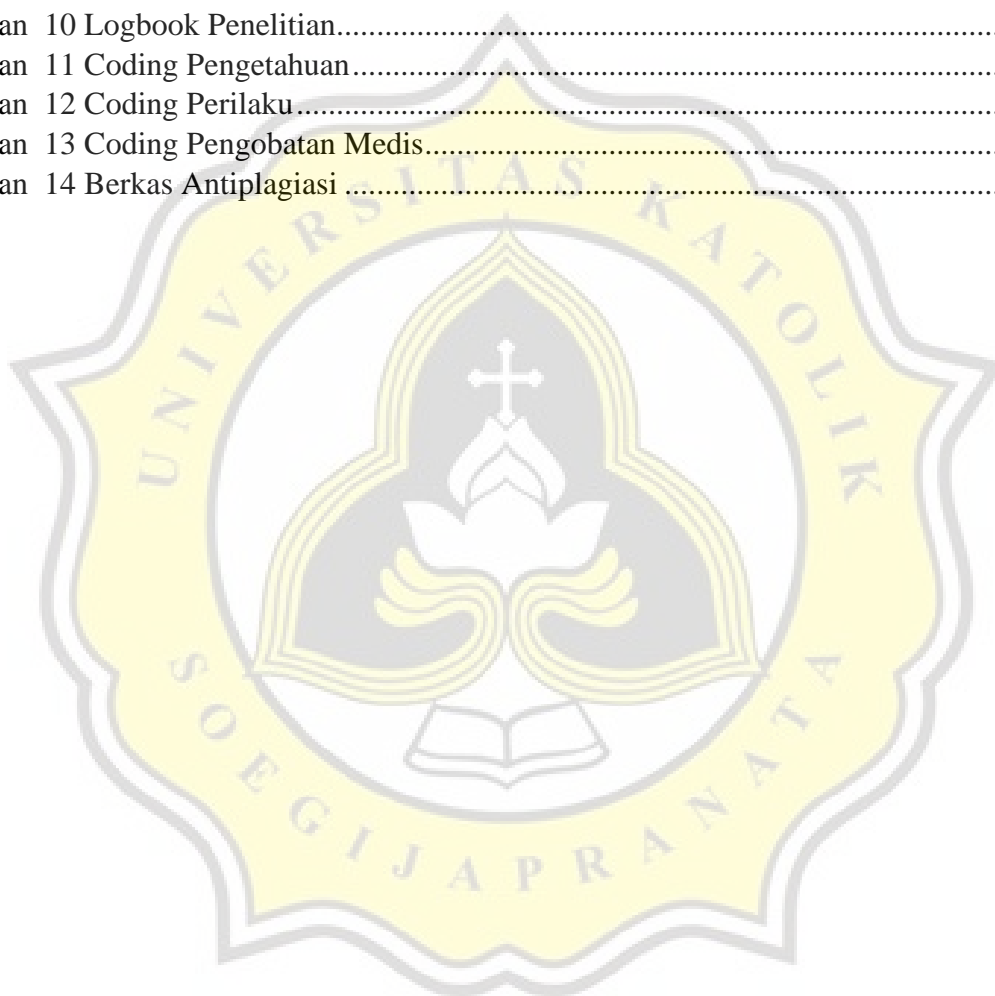 an 10 Logbook Penelitian...............................................................................
an 11 Coding Pengetahuan.............................................................................
an 12 Coding Perilaku....................................................................................
an 13 Coding Pengobatan Medis....................................................................
an 14 Berkas Antiplagiasi ..............................................................................
UNIVERSITAS KATOLIK
SOEGIJAPRANATA